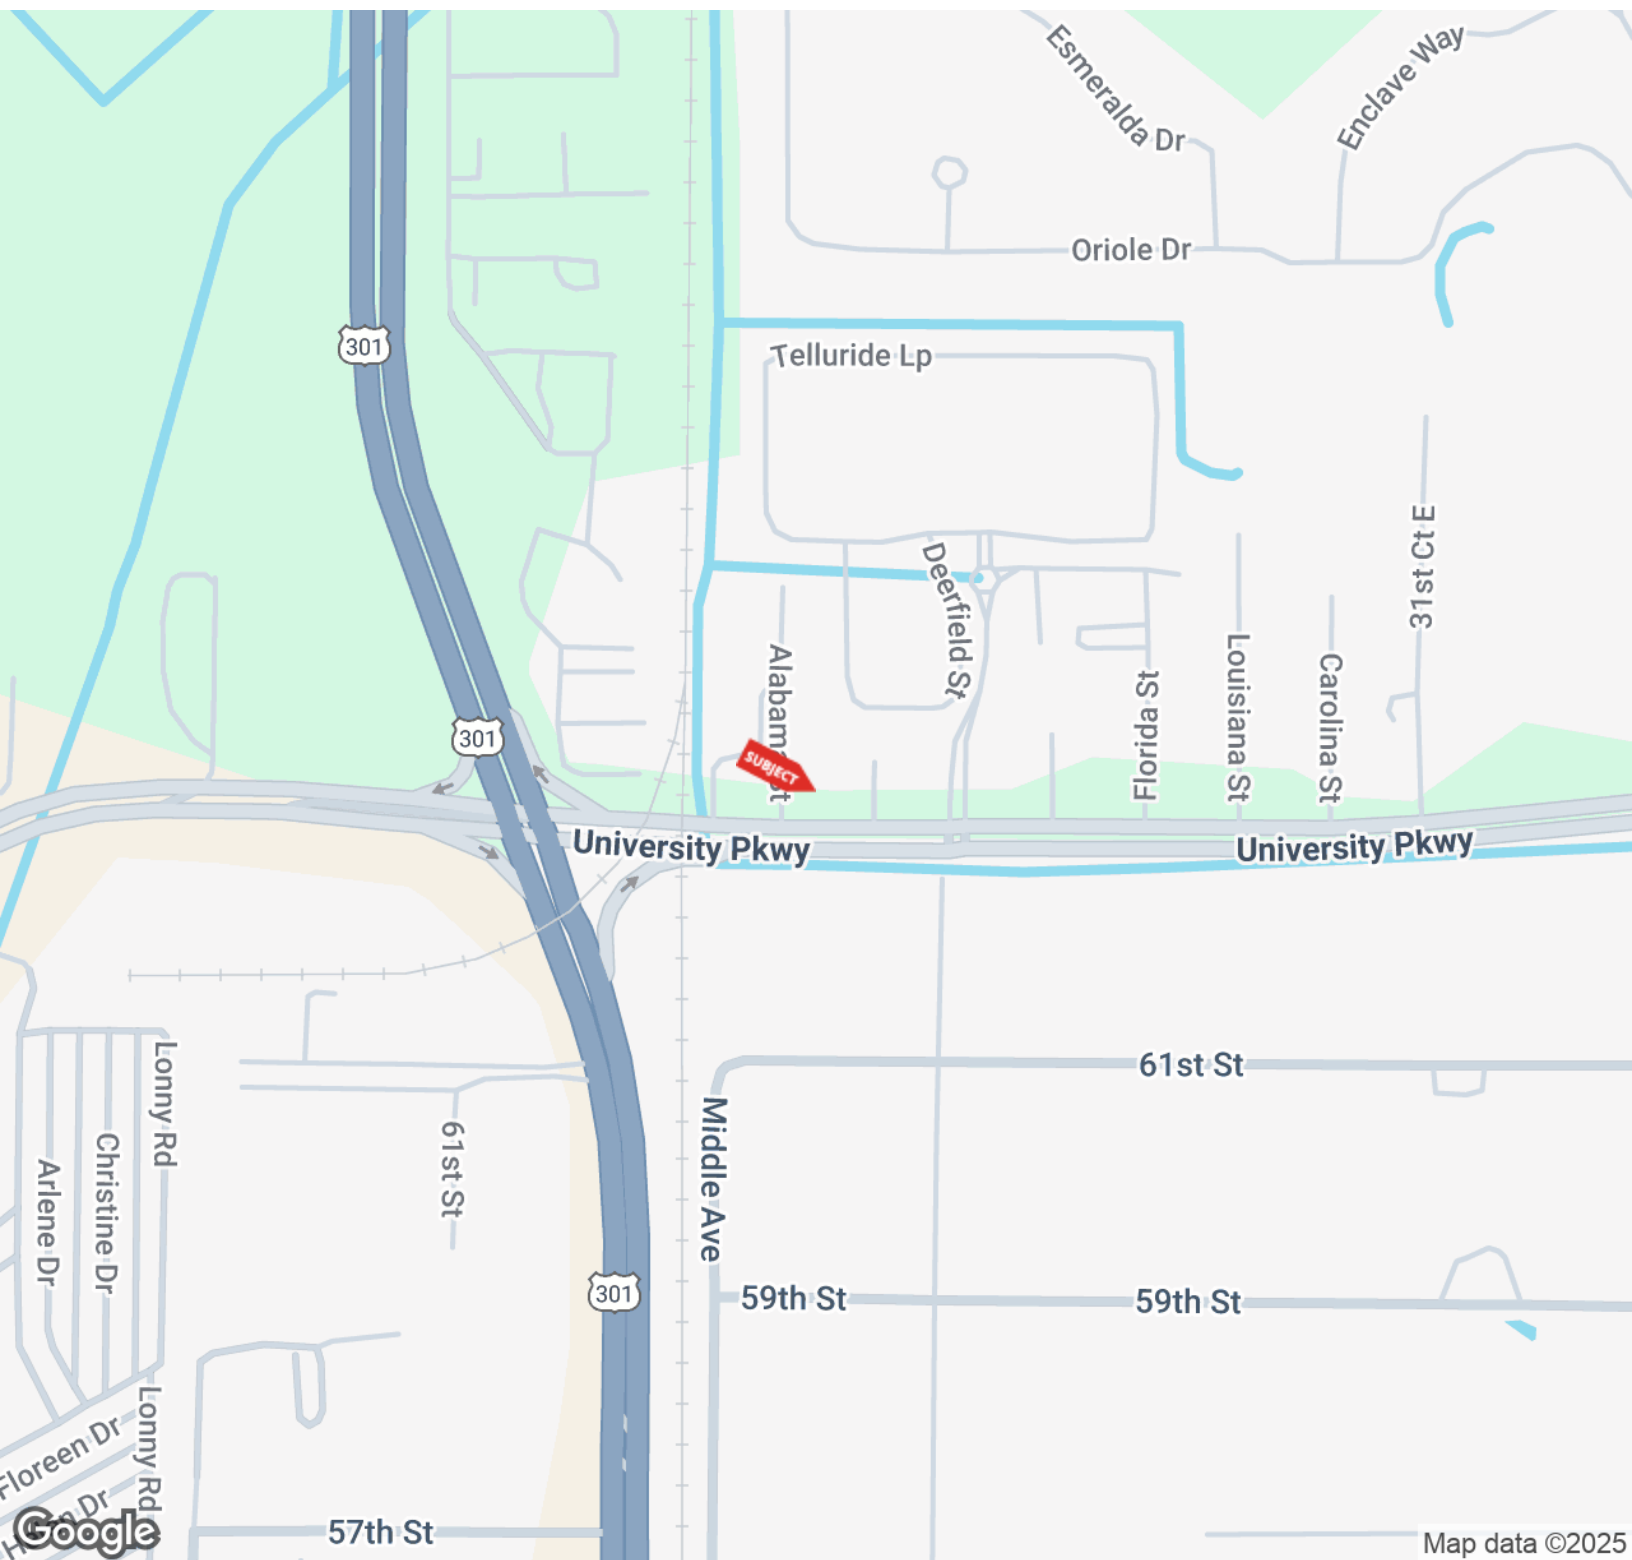 Esmeralda Dr
Enclave Way
Oriole Dr
301
Telluride Lp
31st Ct E
Deerfield St
Louisiana St
Carolina St
Florida St
301
SUBJECT
University Pkwy
University Pkwy
61st St
Lonny Rd
Middle Ave
61st St
Christine Dr
Arlene Dr
301
59th St
59th St
Lonny Rd
Floreen Dr
Dr
57th St
Google
Map data ©2025